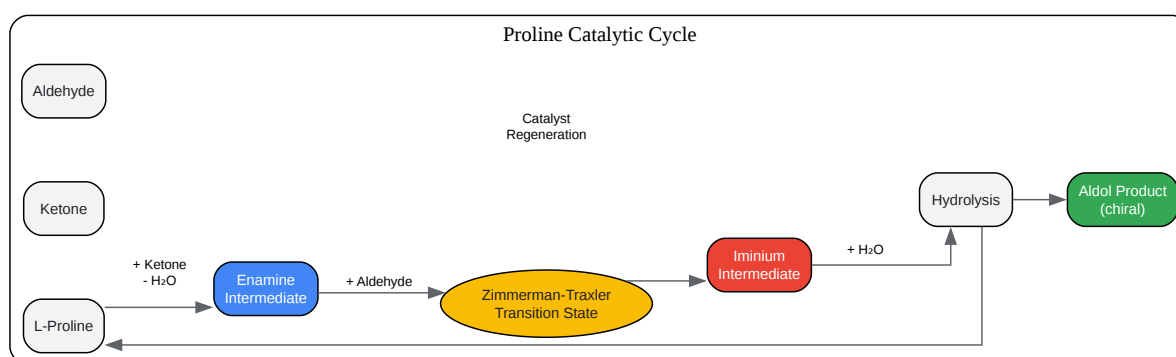 Proline Catalytic Cycle
Aldehyde
Catalyst
Regeneration
Ketone
Hydrolysis
Aldol Product
(chiral)
+ Ketone
- H₂O
Enamine
Intermediate
+ Aldehyde
Zimmerman-Traxler
Transition State
Iminium
Intermediate
+ H₂O
L-Proline